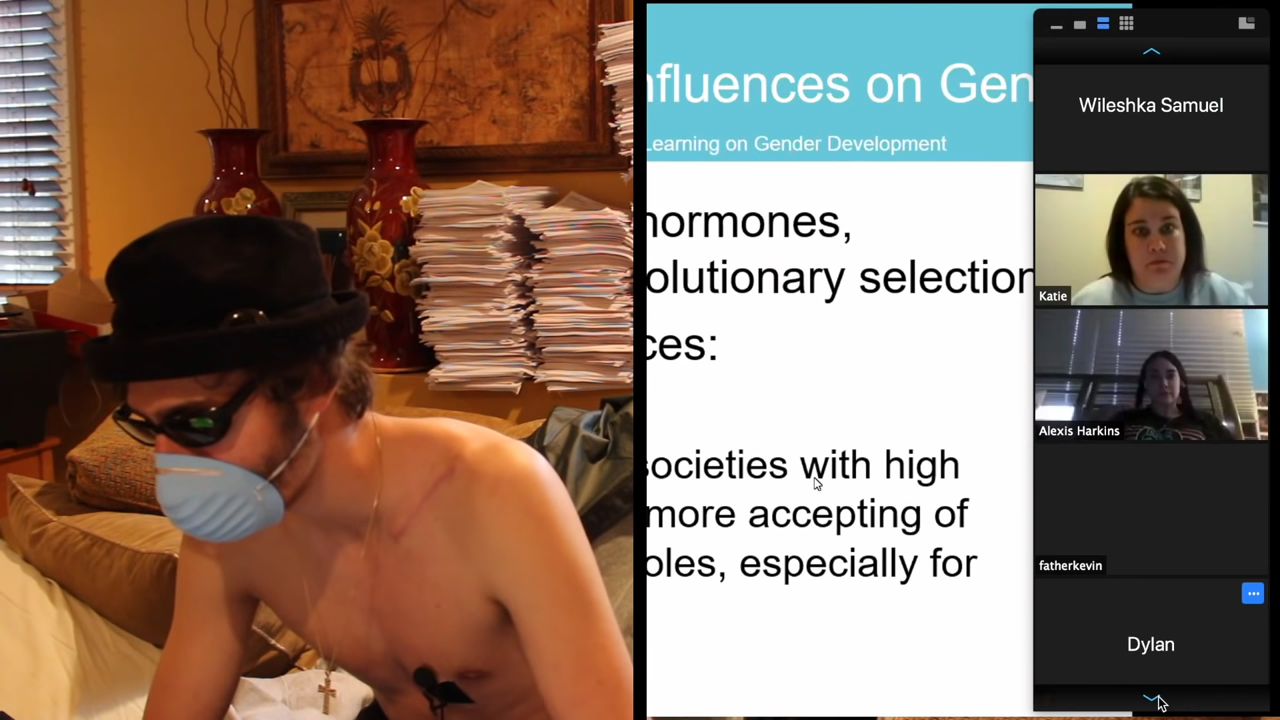 nfluences on Gen
Learning on Gender Development
hormones,
olutionary selection
ces:
societies with high
more accepting of
oles, especially for
Wileshka Samuel
Katie
Alexis Harkins
fatherkevin
Dylan